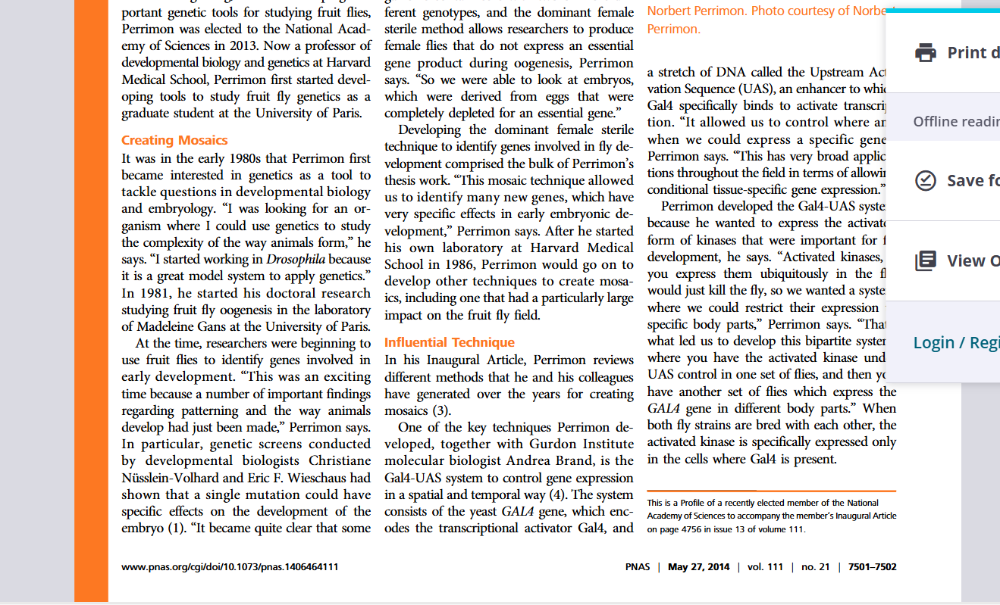 portant genetic tools for studying fruit flies,
Perrimon was elected to the National Acad-
emy of Sciences in 2013. Now a professor of
developmental biology and genetics at Harvard
Medical School, Perrimon first started devel-
oping tools to study fruit fly genetics as a
graduate student at the University of Paris.
Creating Mosaics
It was in the early 1980s that Perrimon first
became interested in genetics as a tool to
tackle questions in developmental biology
and embryology. “I was looking for an or-
ganism where I could use genetics to study
the complexity of the way animals form,” he
says. “I started working in Drosophila because
it is a great model system to apply genetics.”
In 1981, he started his doctoral research
studying fruit fly oogenesis in the laboratory
of Madeleine Gans at the University of Paris.
At the time, researchers were beginning to
use fruit flies to identify genes involved in
early development. “This was an exciting
time because a number of important findings
regarding patterning and the way animals
develop had just been made,” Perrimon says.
In particular, genetic screens conducted
by developmental biologists Christiane
Nüsslein-Volhard and Eric F. Wieschaus had
shown that a single mutation could have
specific effects on the development of the
embryo (1). “It became quite clear that some
ferent genotypes, and the dominant female
sterile method allows researchers to produce
female flies that do not express an essential
gene product during oogenesis, Perrimon
says. “So we were able to look at embryos,
which were derived from eggs that were
completely depleted for an essential gene.”
Developing the dominant female sterile
technique to identify genes involved in fly de-
velopment comprised the bulk of Perrimon’s
thesis work. “This mosaic technique allowed
us to identify many new genes, which have
very specific effects in early embryonic de-
velopment,” Perrimon says. After he started
his own laboratory at Harvard Medical
School in 1986, Perrimon would go on to
develop other techniques to create mosa-
ics, including one that had a particularly large
impact on the fruit fly field.
Influential Technique
In his Inaugural Article, Perrimon reviews
different methods that he and his colleagues
have generated over the years for creating
mosaics (3).
One of the key techniques Perrimon de-
veloped, together with Gurdon Institute
molecular biologist Andrea Brand, is the
Gal4-UAS system to control gene expression
in a spatial and temporal way (4). The system
consists of the yeast GAL4 gene, which enc-
odes the transcriptional activator Gal4, and
Norbert Perrimon. Photo courtesy of Norbe
Perrimon.
a stretch of DNA called the Upstream Act
vation Sequence (UAS), an enhancer to whic
Gal4 specifically binds to activate transcrip
tion. “It allowed us to control where an
when we could express a specific gene
Perrimon says. “This has very broad applic
tions throughout the field in terms of allowin
conditional tissue-specific gene expression.”
Perrimon developed the Gal4-UAS syste
because he wanted to express the activate
form of kinases that were important for f
development, he says. “Activated kinases,
you express them ubiquitously in the fl
would just kill the fly, so we wanted a syste
where we could restrict their expression
specific body parts,” Perrimon says. “That
what led us to develop this bipartite system
where you have the activated kinase und
UAS control in one set of flies, and then yo
have another set of flies which express the
GAL4 gene in different body parts.” When
both fly strains are bred with each other, the
activated kinase is specifically expressed only
in the cells where Gal4 is present.
This is a Profile of a recently elected member of the National
Academy of Sciences to accompany the member’s Inaugural Article
on page 4756 in issue 13 of volume 111.
www.pnas.org/cgi/doi/10.1073/pnas.1406464111
PNAS | May 27, 2014 | vol. 111 | no. 21 | 7501–7502
Print d
Offline readin
Save fo
View O
Login / Regi